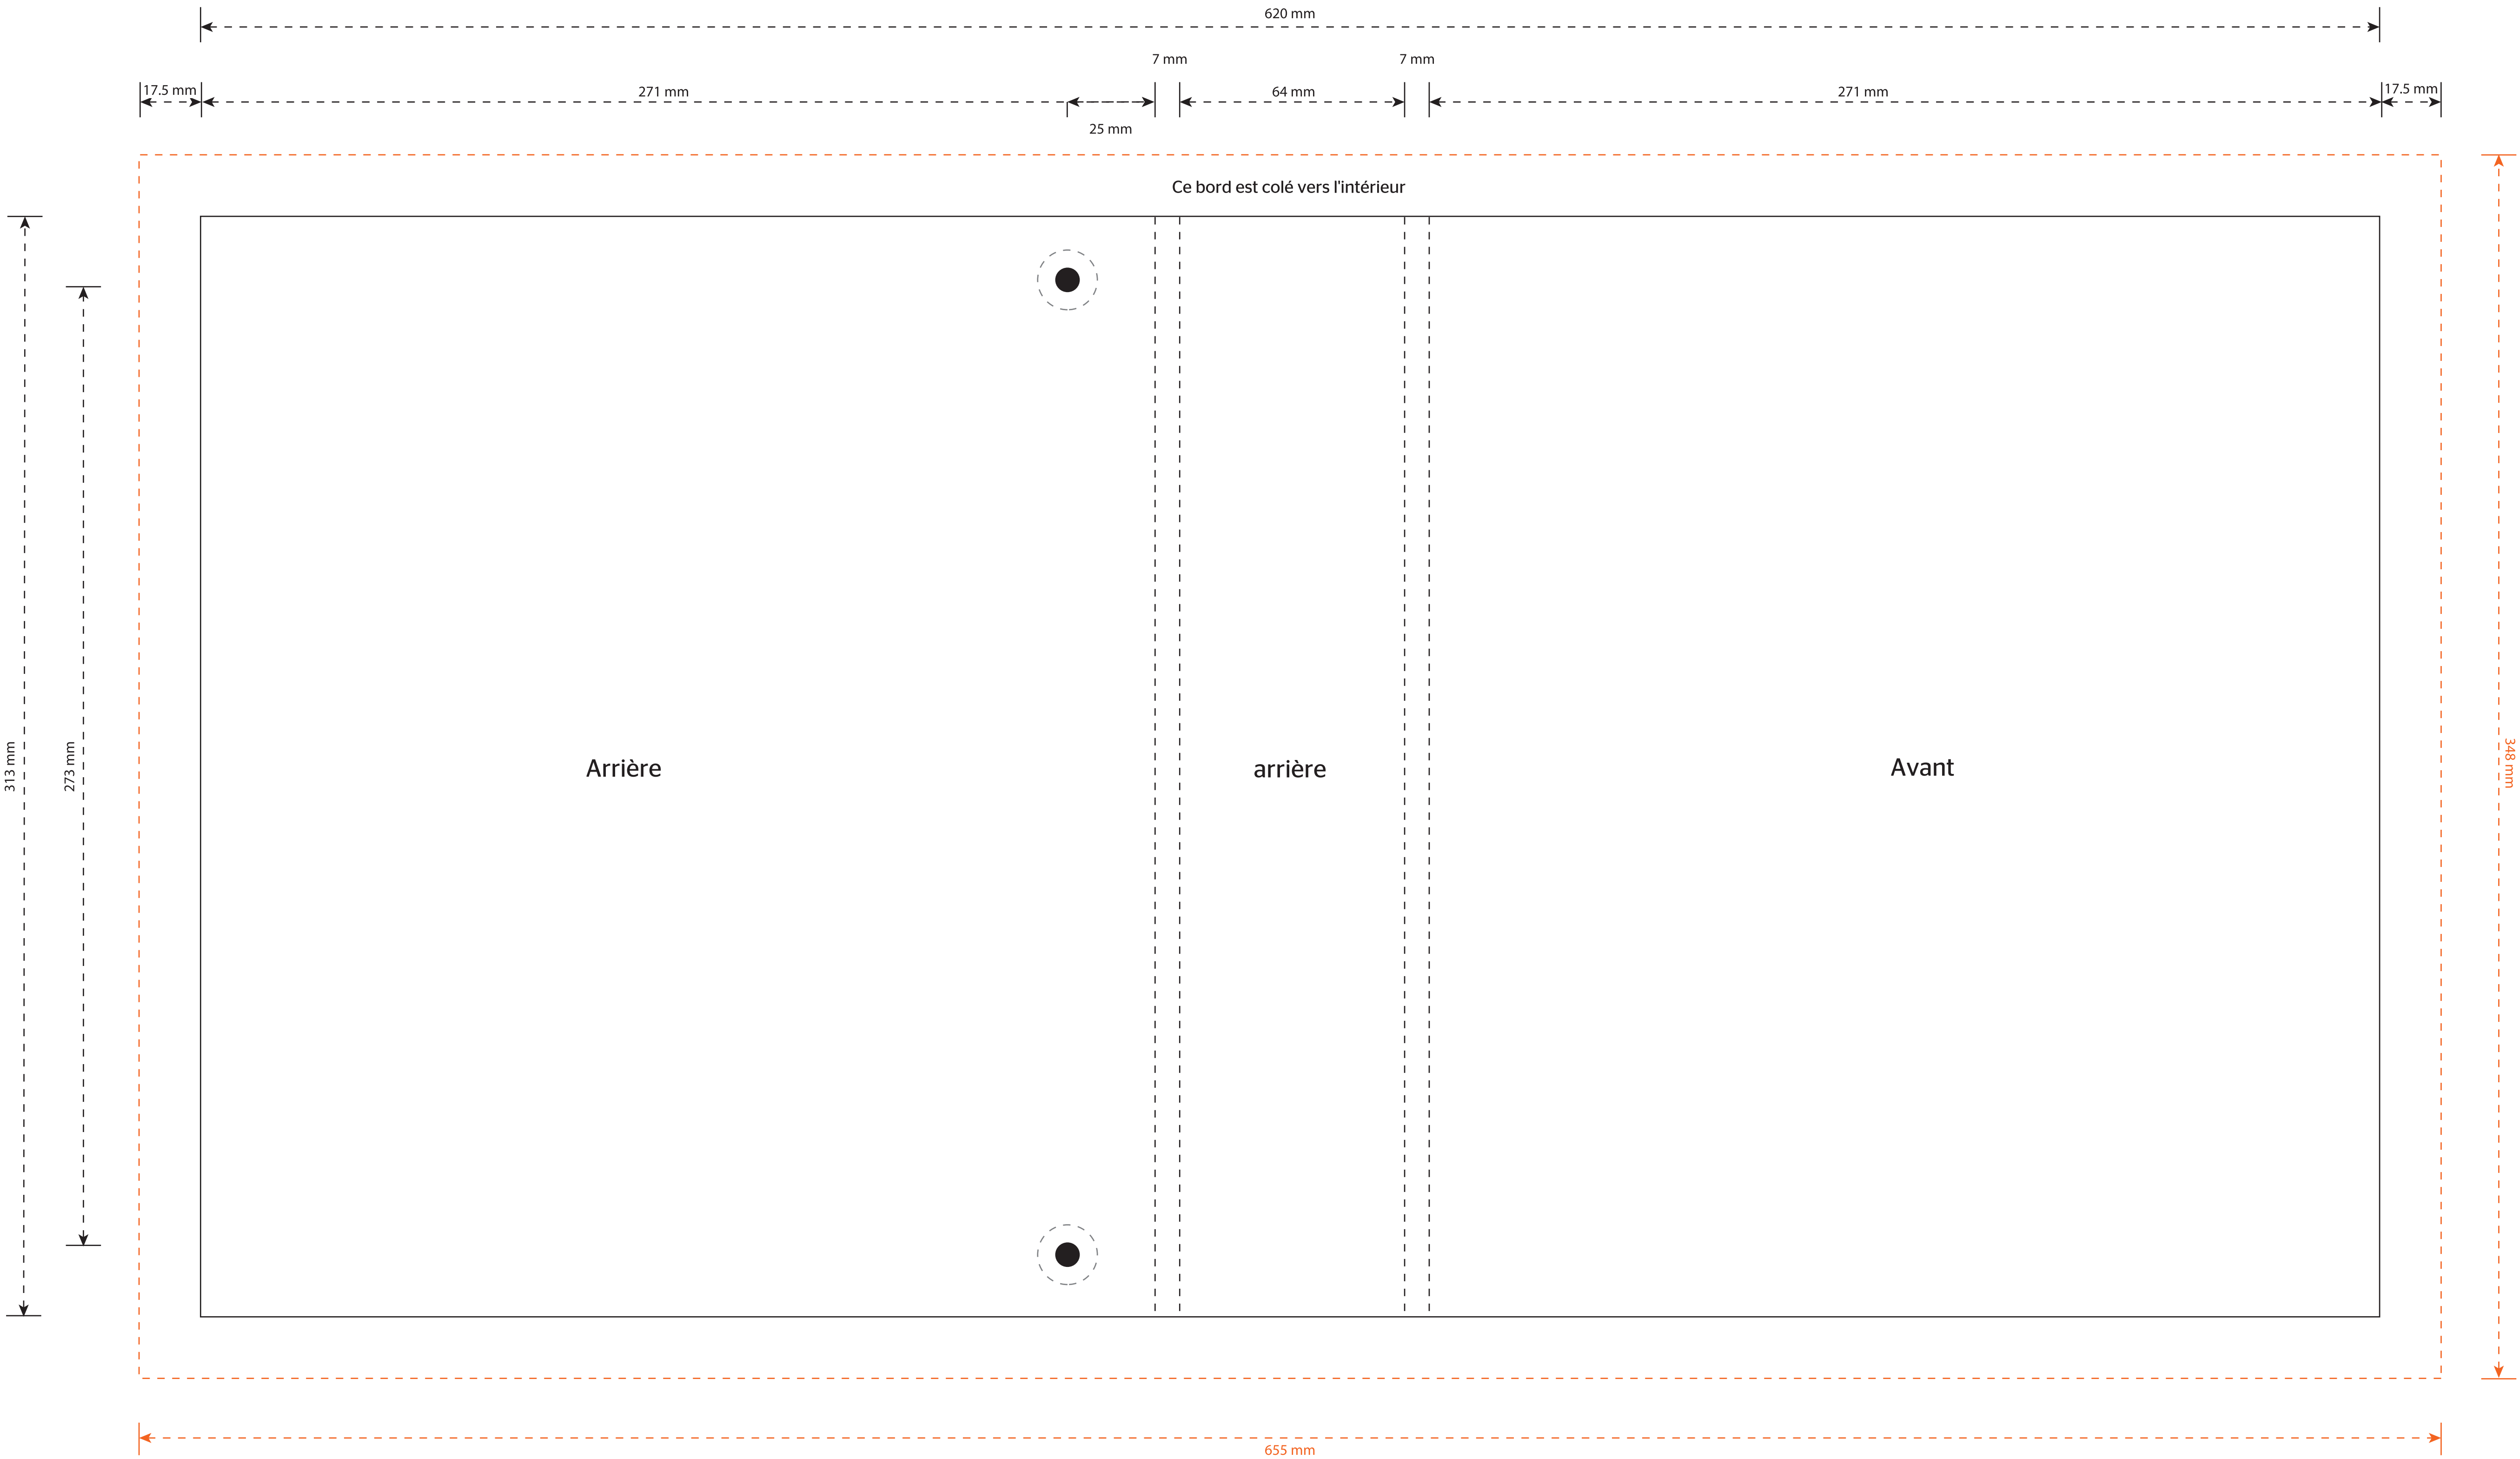 620 mm
7 mm
7 mm
17.5 mm
271 mm
64 mm
271 mm
17.5 mm
25 mm
Ce bord est colé vers l'intérieur
313 mm
273 mm
Arrière
arrière
Avant
348 mm
655 mm